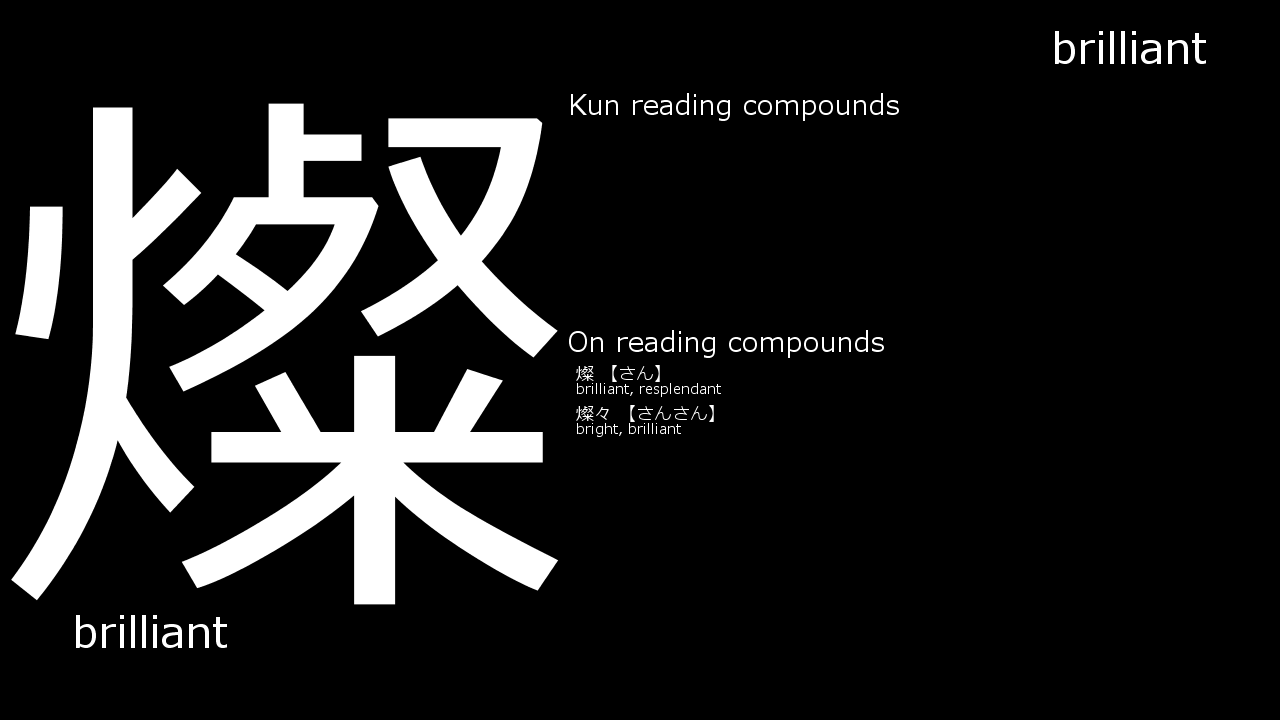 brilliant
燦
Kun reading compounds
On reading compounds
燦 【さん】
brilliant, resplendant
燦々 【さんさん】
bright, brilliant
brilliant